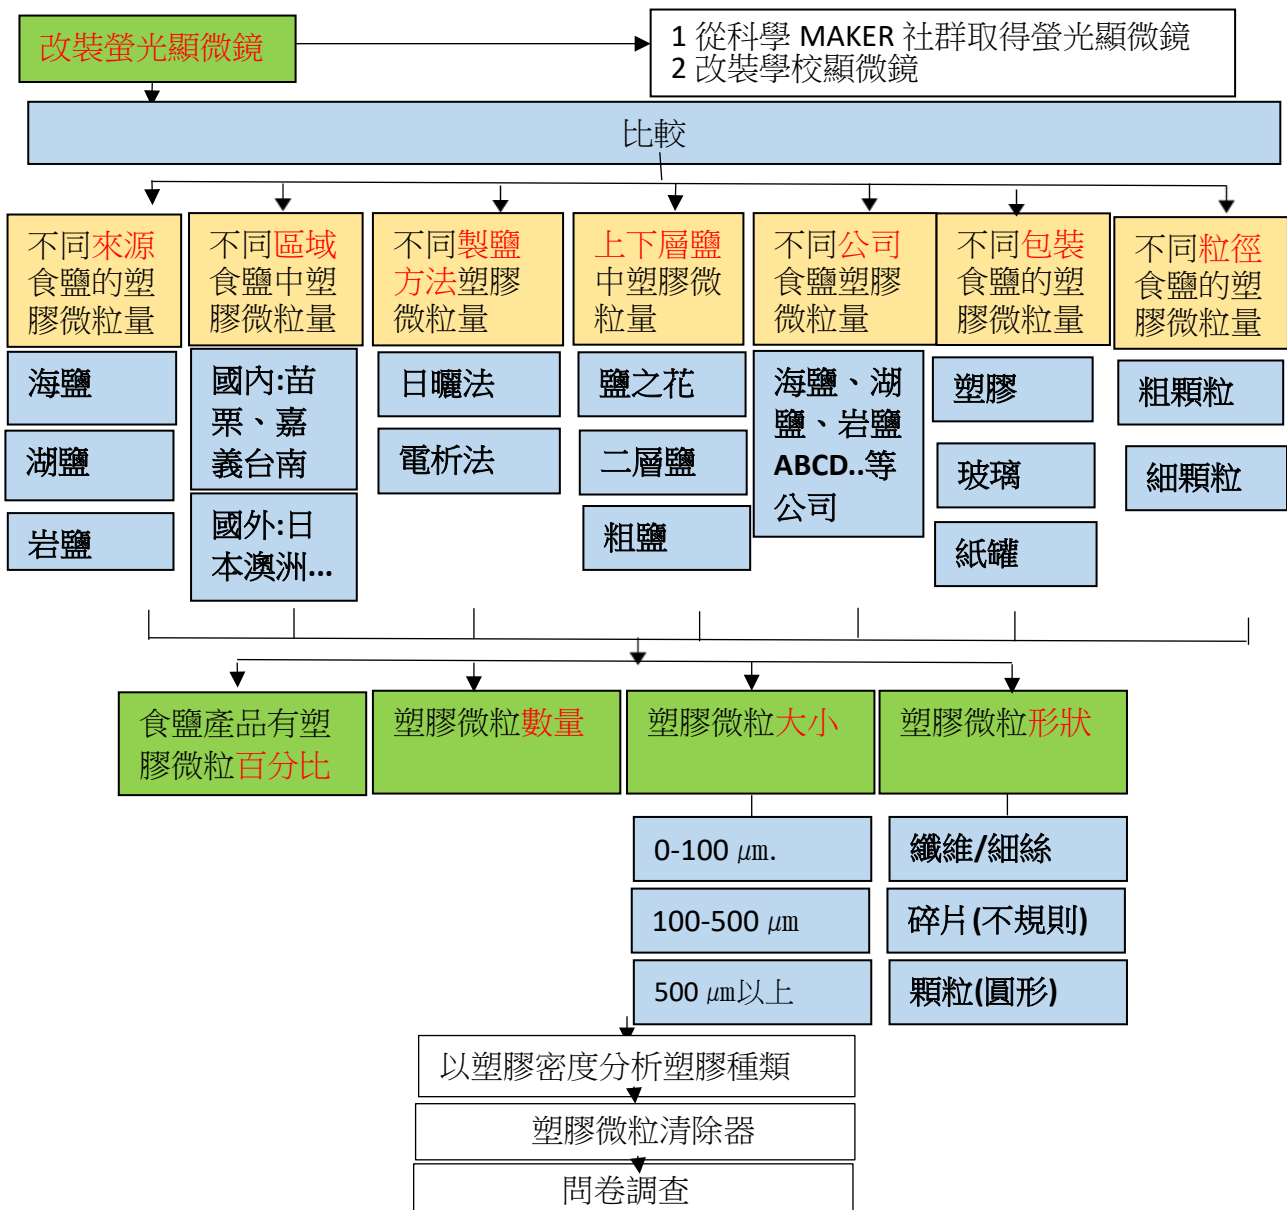 改裝螢光顯微鏡
1 從科學 MAKER 社群取得螢光顯微鏡
2 改裝學校顯微鏡
比較
不同來源
食鹽的塑
膠微粒量
不同區域
食鹽中塑
膠微粒量
不同製鹽
方法塑膠
微粒量
上下層鹽
中塑膠微
粒量
不同公司
食鹽塑膠
微粒量
不同包裝
食鹽的塑
膠微粒量
不同粒徑
食鹽的塑
膠微粒量
海鹽
湖鹽
岩鹽
國內:苗
栗、嘉
義台南
國外:日
本澳洲...
日曬法
電析法
鹽之花
二層鹽
粗鹽
海鹽、湖
鹽、岩鹽
ABCD..等
公司
塑膠
玻璃
紙罐
粗顆粒
細顆粒
食鹽產品有塑
膠微粒百分比
塑膠微粒數量
塑膠微粒大小
塑膠微粒形狀
0-100 μm.
100-500 μm
500 μm以上
纖維/細絲
碎片(不規則)
顆粒(圓形)
以塑膠密度分析塑膠種類
塑膠微粒清除器
問卷調查